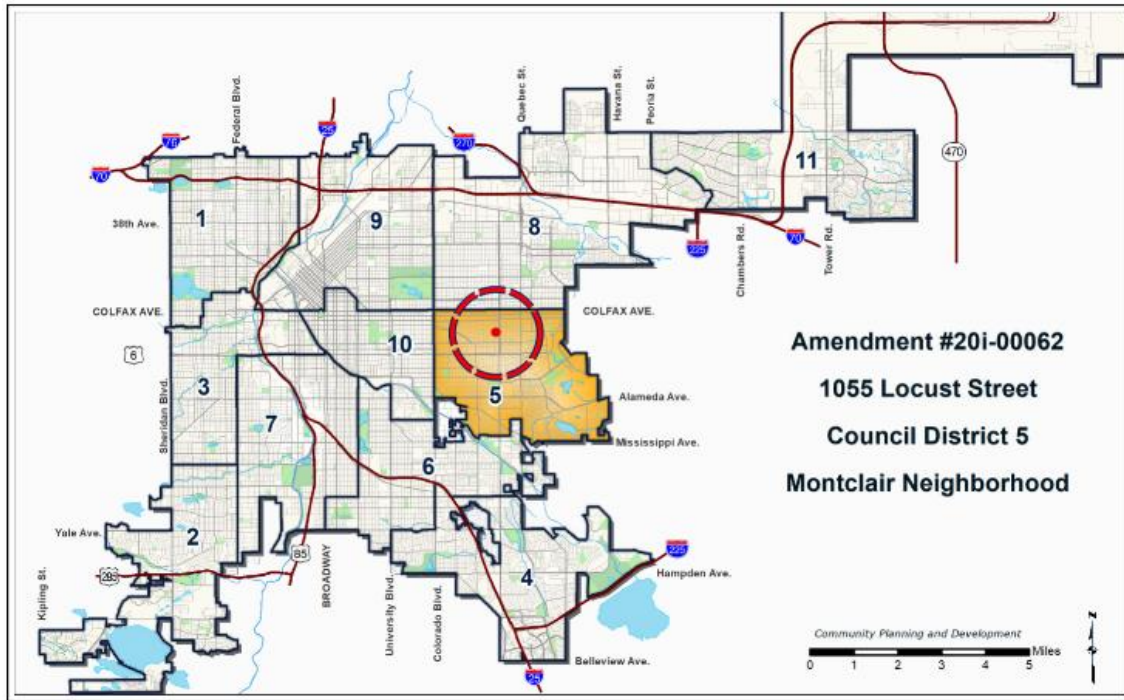 Federal Blvd.
Quebec St.
Havana St.
Peoria St.
25
76
270
70
470
11
1
9
8
38th Ave.
225
70
Chambers Rd.
Tower Rd.
COLFAX AVE.
COLFAX AVE.
6
10
3
5
Sheridan Blvd.
7
Alameda Ave.
Mississippi Ave.
6
Amendment #20i-00062
1055 Locust Street
Council District 5
Montclair Neighborhood
Yale Ave.
2
85
BROADWAY
University Blvd.
Colorado Blvd.
4
225
Hampden Ave.
285
Kipling St.
Belleview Ave.
25
Community Planning and Development
0 1 2 3 4 5 Miles